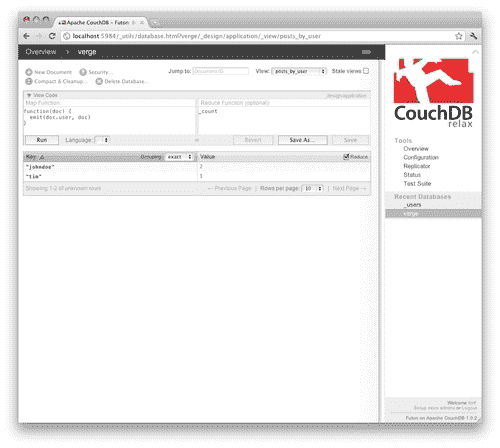 Apache CouchDB – Futon: B
localhost:5984/_utils/database.html?verge/_design/application/_view/posts_by_user
Overview > verge
New Document Security... Jump to: Document ID View: posts_by_user Stale views
Compact & Cleanup... Delete Database...
View Code _design/application
Map Function Reduce Function (optional):
function(doc) { _count
emit(doc.user, doc)
}
Run Language: Revert Save As... Save
Key Grouping: exact Value Reduce
"johndoe" 2
"tim" 1
Showing 1-2 of unknown rows ← Previous Page | Rows per page: 10 | Next Page →
CouchDB
relax
Tools
Overview
Configuration
Replicator
Status
Test Suite
Recent Databases
_users
verge
Welcome
Setup more admins or Logout
Futon on Apache CouchDB 1.0.2